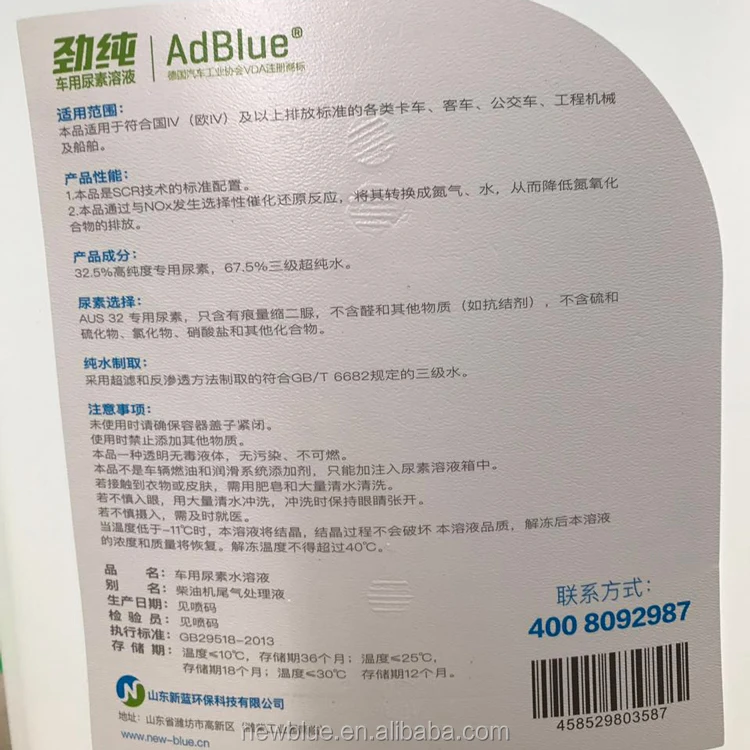 劲纯
车用尿素溶液
AdBlue®
德国汽车工业协会VDA注册商标
适用范围：
本品适用于符合国IV（欧IV）及以上排放标准的各类卡车、客车、公交车、工程机械
及船舶。
产品性能：
1.本品是SCR技术的标准配置。
2.本品通过与NOx发生选择性催化还原反应，将其转换成氮气、水，从而降低氮氧化
合物的排放。
产品成分：
32.5%高纯度专用尿素，67.5%三级超纯水。
尿素选择：
AUS 32 专用尿素，只含有痕量缩二脲，不含醛和其他物质（如抗结剂），不含硫和
硫化物、氯化物、硝酸盐和其他化合物。
纯水制取：
采用超滤和反渗透方法制取的符合GB/T 6682规定的三级水。
注意事项：
未使用时请确保容器盖子紧闭。
使用时禁止添加其他物质。
本品一种透明无毒液体，无污染、不可燃。
本品不是车辆燃油和润滑系统添加剂，只能加注入尿素溶液箱中。
若接触到衣物或皮肤，需用肥皂和大量清水清洗。
若不慎入眼，用大量清水冲洗，冲洗时保持眼睛张开。
若不慎摄入，需及时就医。
当温度低于-11℃时，本溶液将结晶，结晶过程不会破坏 本溶液品质，解冻后本溶液
的浓度和质量将恢复。解冻温度不得超过40℃。
品 名：车用尿素水溶液
别 名：柴油机尾气处理液
生产日期：见喷码
检 验 员：见喷码
执行标准：GB29518-2013
存 储 期：温度≤10℃，存储期36个月；温度≤25℃，
存储期18个月；温度≤30℃ 存储期12个月。
联系方式：
400 8092987
458529803587
N 山东新蓝环保科技有限公司
地址：山东省潍坊市高新区
www.new-blue.cn
newblue.en.alibaba.com